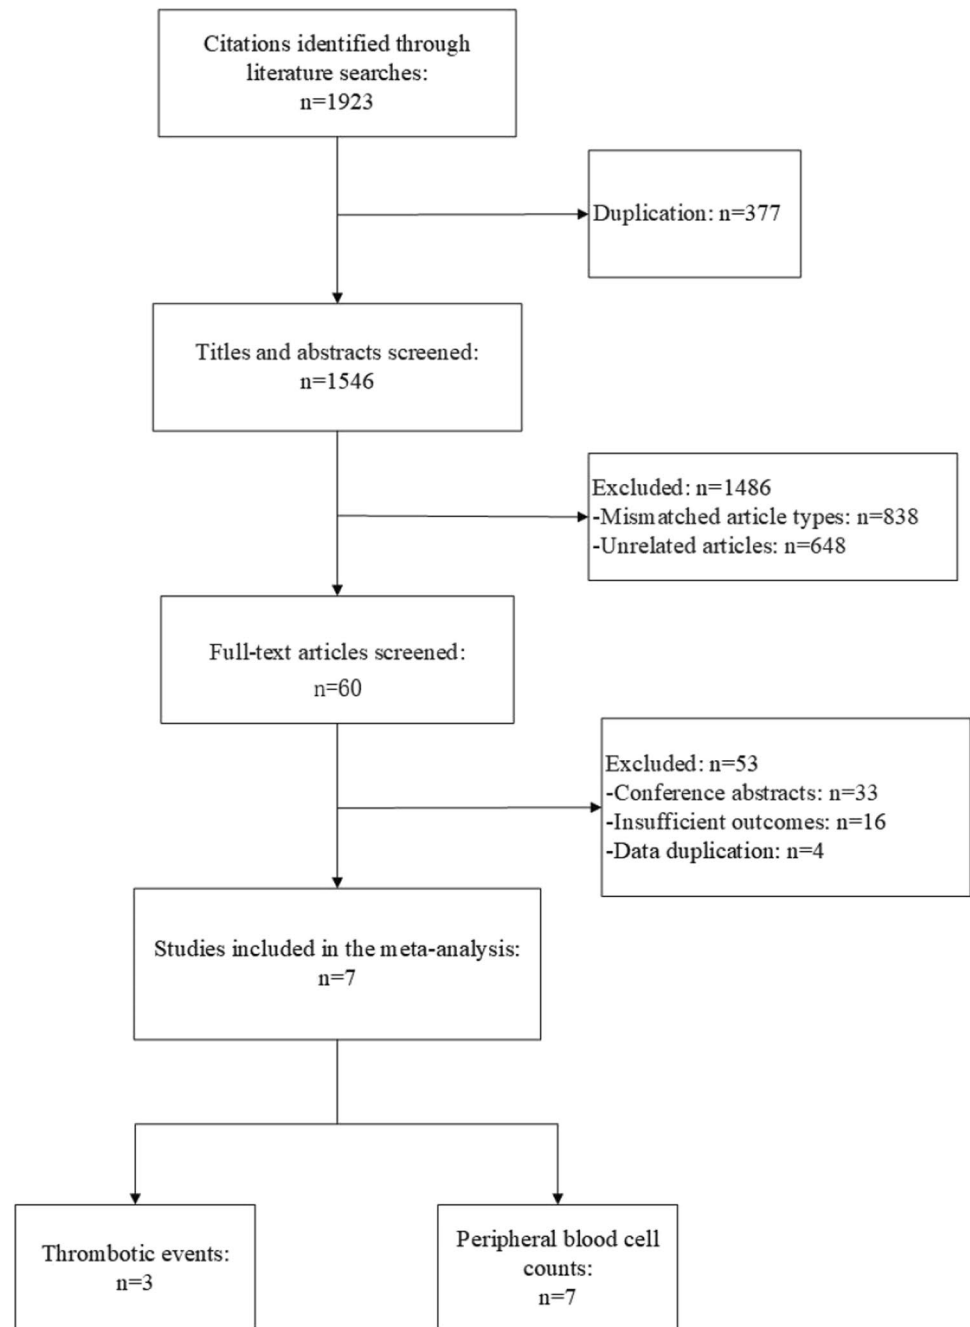 Citations identified through
literature searches:
n=1923
Duplication: n=377
Titles and abstracts screened:
n=1546
Excluded: n=1486
-Mismatched article types: n=838
-Unrelated articles: n=648
Full-text articles screened:
n=60
Excluded: n=53
-Conference abstracts: n=33
-Insufficient outcomes: n=16
-Data duplication: n=4
Studies included in the meta-analysis:
n=7
Thrombotic events:
n=3
Peripheral blood cell
counts:
n=7